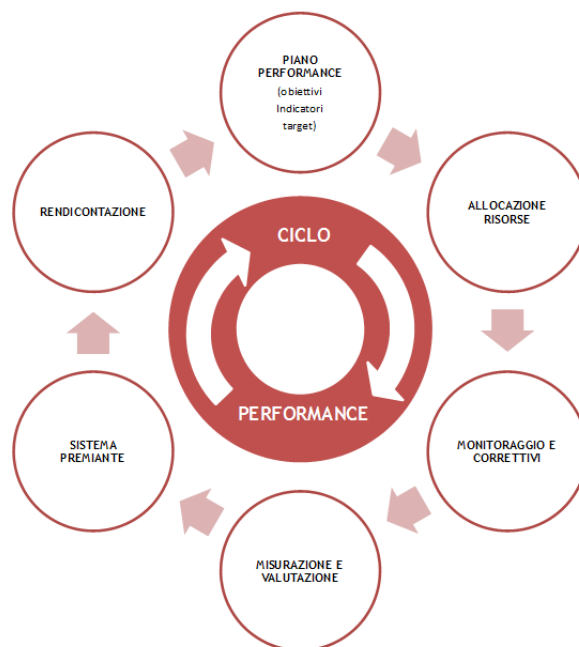 PIANO
PERFORMANCE
(obiettivi
Indicatori
target)
RENDICONTAZIONE
ALLOCAZIONE
RISORSE
CICLO
PERFORMANCE
SISTEMA
PREMIANTE
MONITORAGGIO E
CORRETTIVI
MISURAZIONE E
VALUTAZIONE